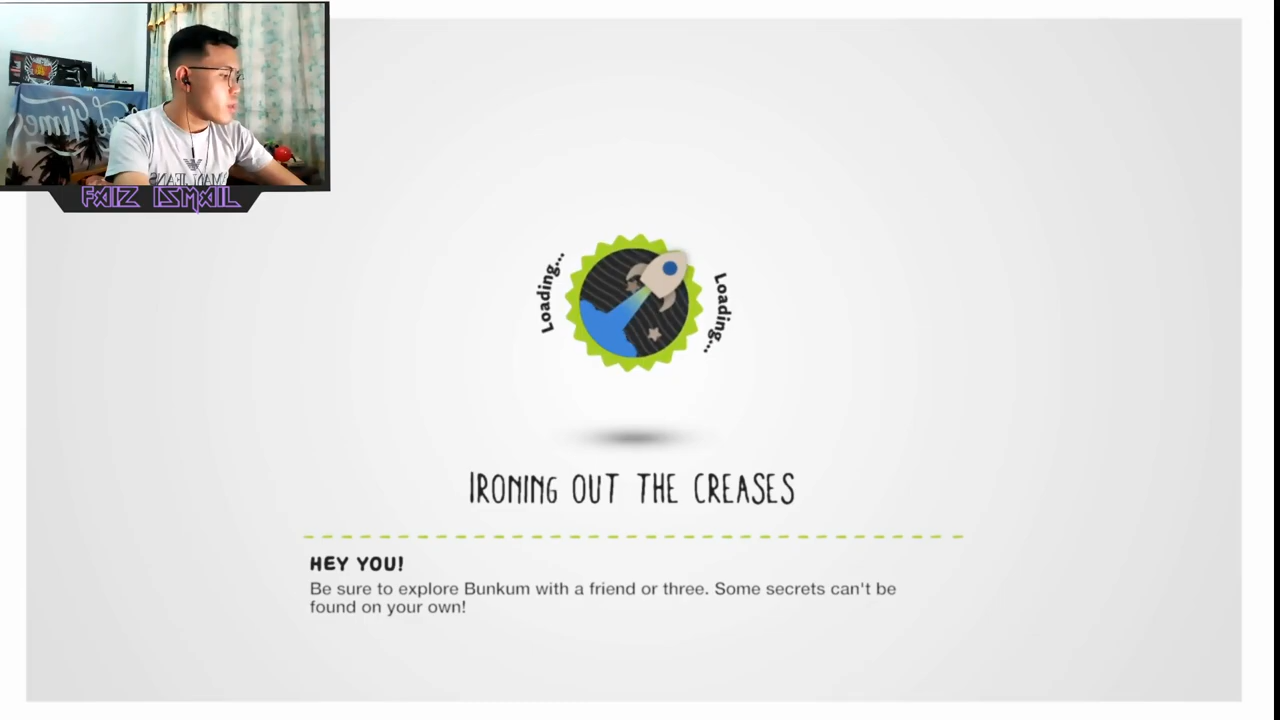 FAIZ ISMAIL
Loading...
Loading...
IRONING OUT THE CREASES
HEY YOU!
Be sure to explore Bunkum with a friend or three. Some secrets can't be
found on your own!